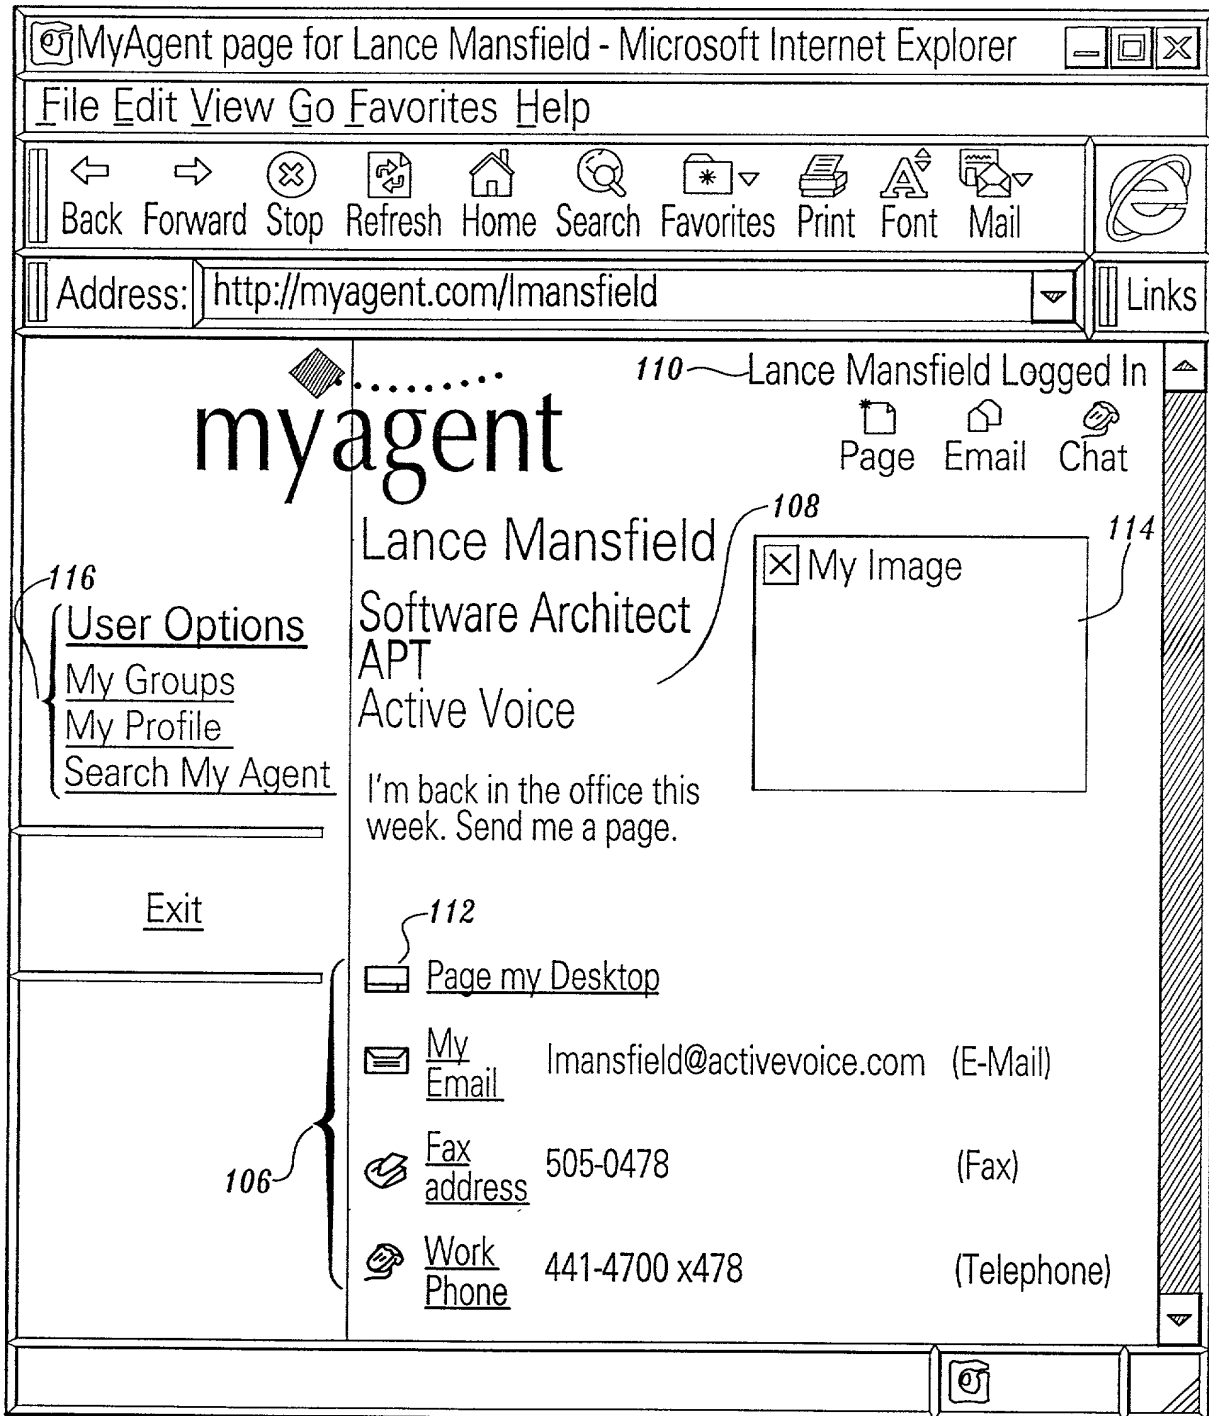 MyAgent page for Lance Mansfield - Microsoft Internet Explorer
File Edit View Go Favorites Help
Back Forward Stop Refresh Home Search Favorites Print Font Mail
Address: http://myagent.com/lmansfield Links
110 Lance Mansfield Logged In
myagent
Page Email Chat
108
Lance Mansfield
114
My Image
116
User Options
Software Architect
APT
My Groups
Active Voice
My Profile
Search My Agent
I'm back in the office this
week. Send me a page.
Exit
112
Page my Desktop
My
Email lmansfield@activevoice.com (E-Mail)
106
Fax
address 505-0478 (Fax)
Work
Phone 441-4700 x478 (Telephone)